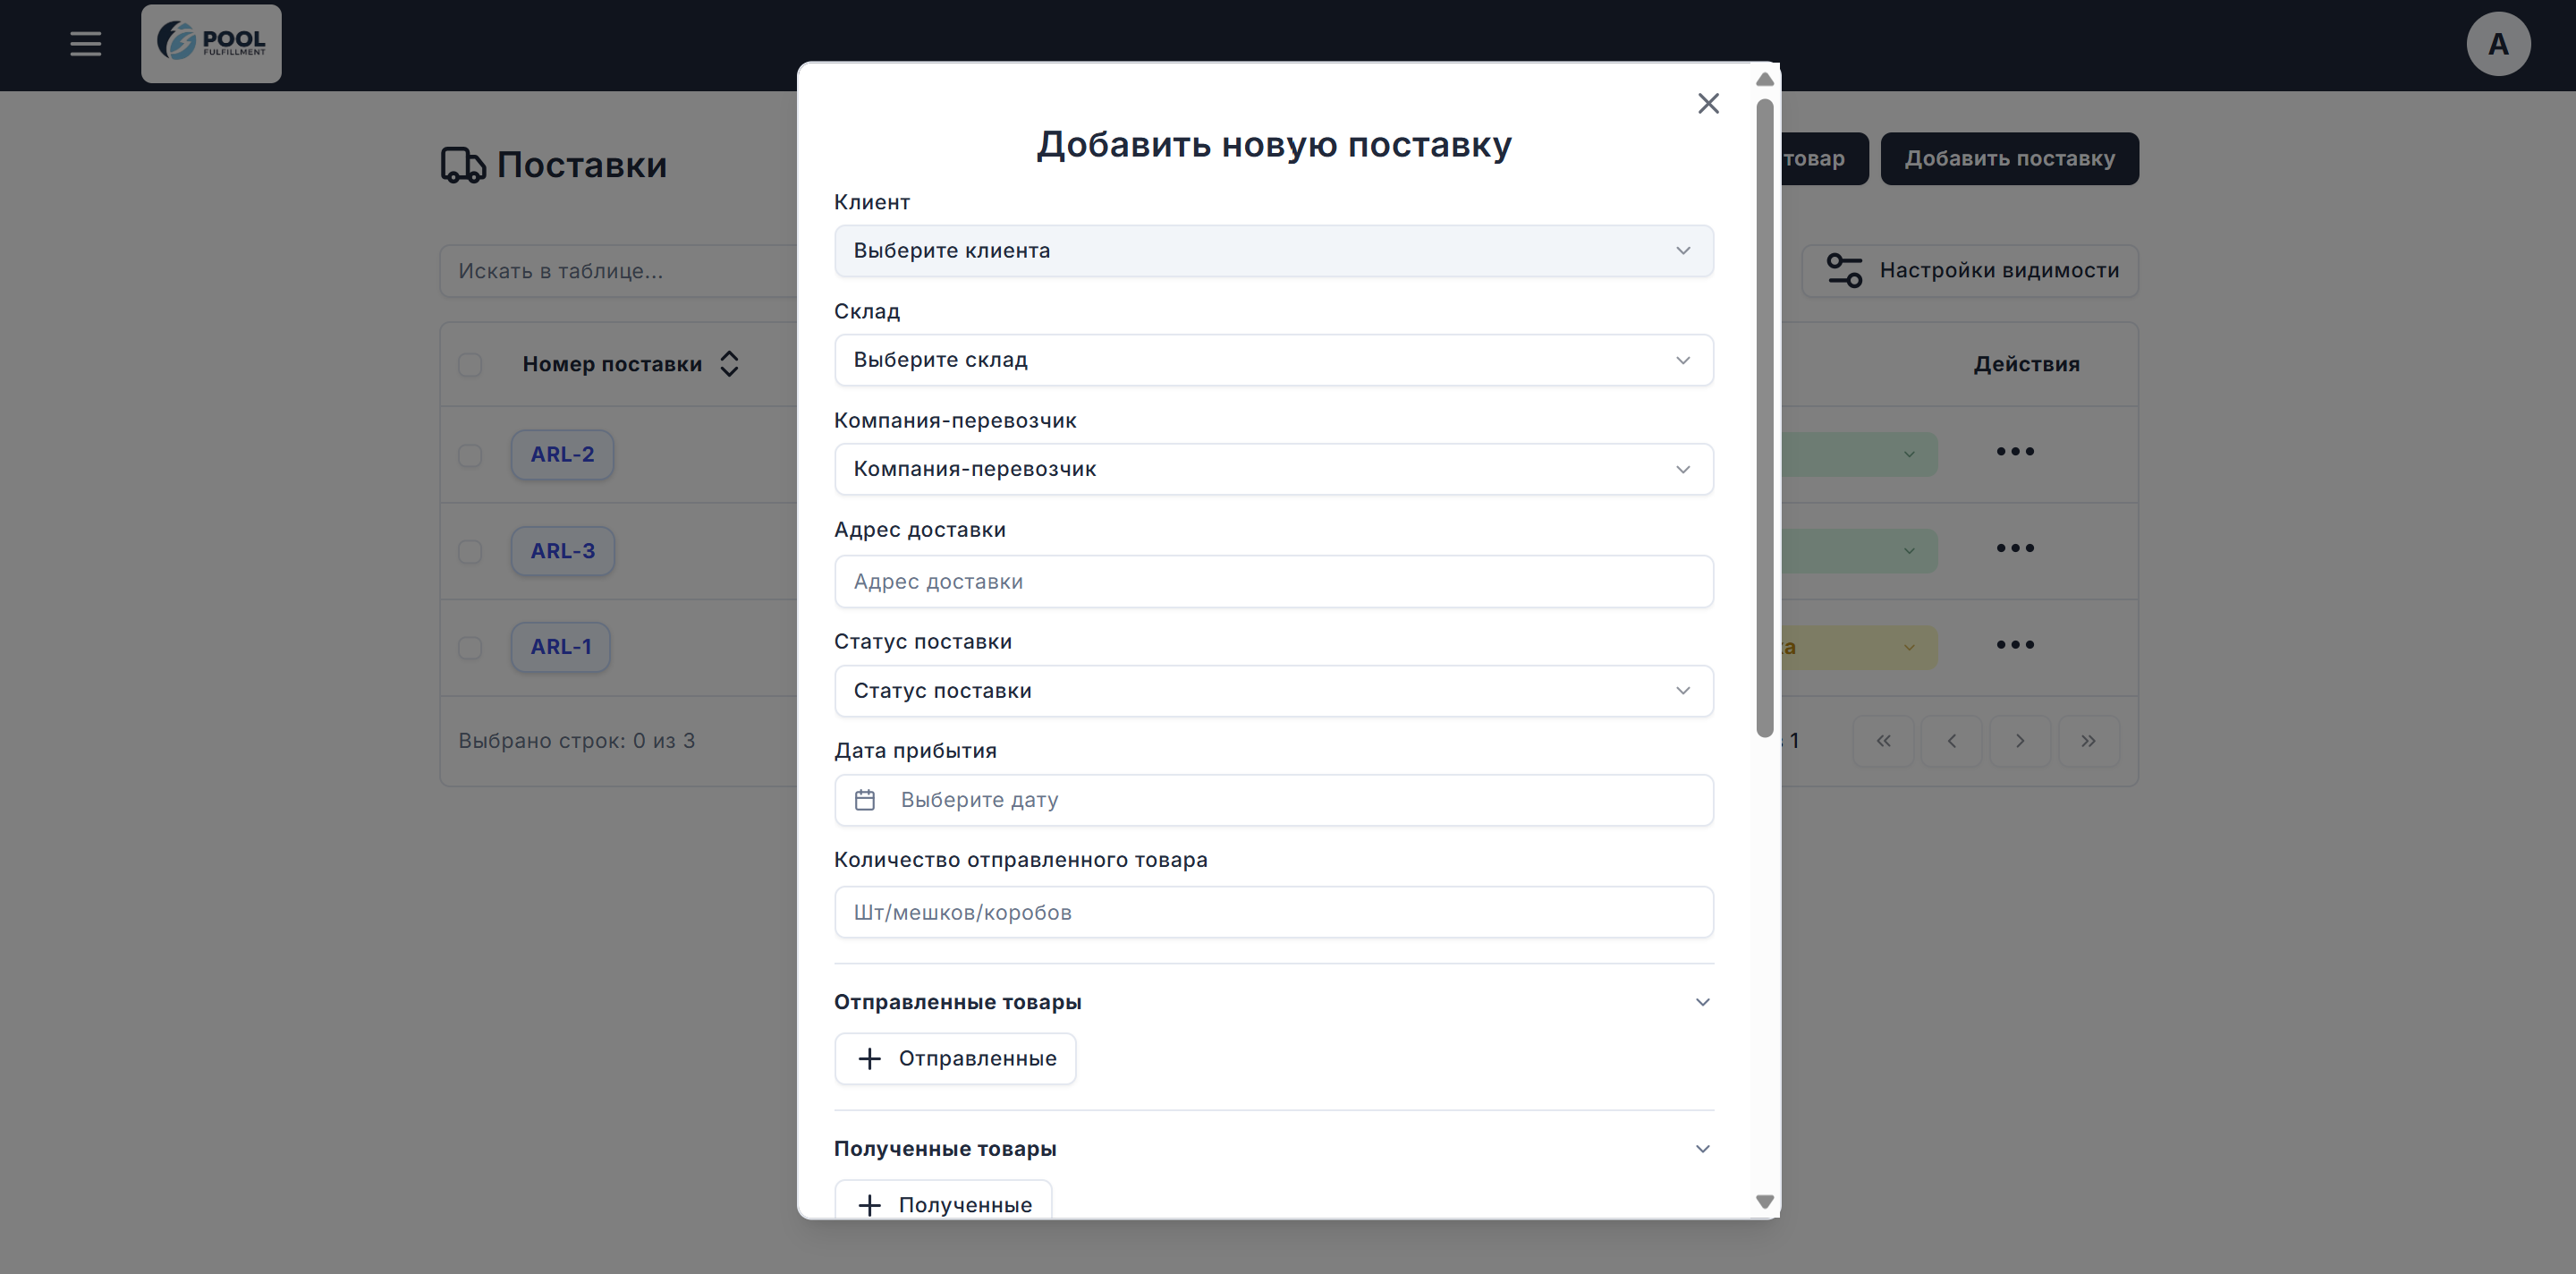 POOL
FULFILLMENT
A
Поставки
товар
Добавить поставку
Искать в таблице...
Настройки видимости
Номер поставки
Действия
ARL-2
ARL-3
ARL-1
Выбрано строк: 0 из 3
1
Добавить новую поставку
Клиент
Выберите клиента
Склад
Выберите склад
Компания-перевозчик
Компания-перевозчик
Адрес доставки
Адрес доставки
Статус поставки
Статус поставки
Дата прибытия
Выберите дату
Количество отправленного товара
Шт/мешков/коробов
Отправленные товары
Отправленные
Полученные товары
Полученные